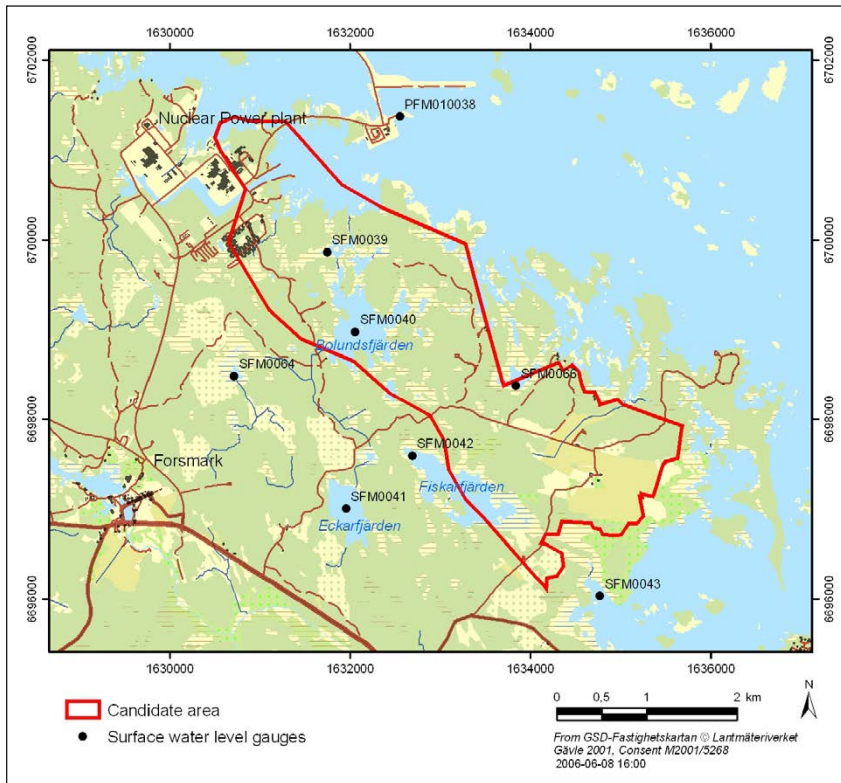 1630000
1632000
1634000
1636000
6702000
6702000
PFM010038
Nuclear Power plant
6700000
6700000
SFM0039
SFM0040
Bolundsfjärden
SFM0064
SFM0066
6698000
6698000
SFM0042
Forsmark
SFM0041
Fiskarfjärden
Eckarfjärden
6696000
6696000
SFM0043
1630000
1632000
1634000
1636000
Candidate area
Surface water level gauges
0 0,5 1 2 km
N
From GSD-Fastighetskartan © Lantmäteriverket
Gävle 2001, Consent M2001/5268
2006-06-08 16:00